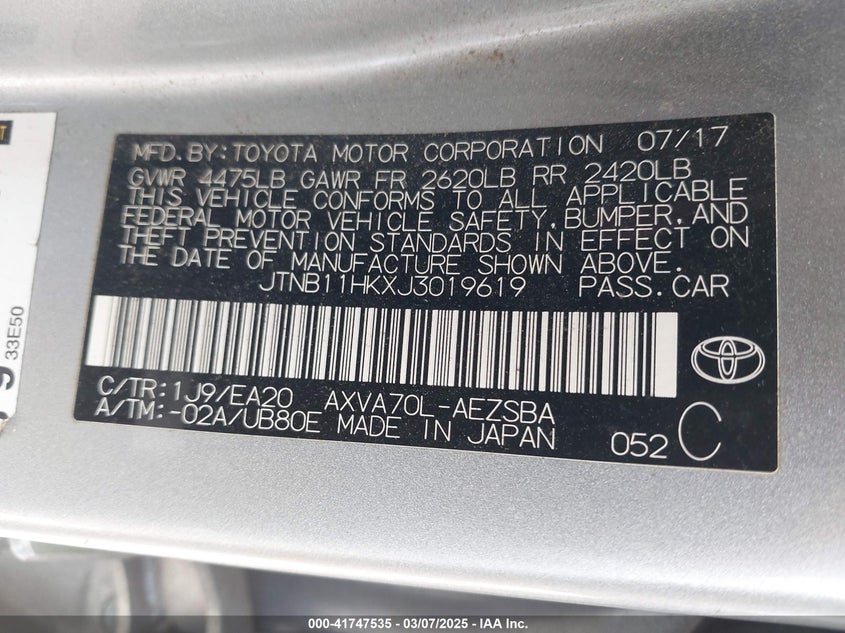 MFD.BY:TOYOTA MOTOR CORPORATION 07/17
GVWR 4475LB GAWR FR 2620LB RR 2420LB
THIS VEHICLE CONFORMS TO ALL APPLICABLE
FEDERAL MOTOR VEHICLE SAFETY,BUMPER,AND
THEFT PREVENTION STANDARDS IN EFFECT ON
THE DATE OF MANUFACTURE SHOWN ABOVE.
JTNB11HKXJ3019619 PASS.CAR
C/TR:1J9/EA20 AXVA70L-AEZSBA
A/TM:-02A/UB80E MADE IN JAPAN
052 C
33E50
000-41747535 - 03/07/2025 - IAA Inc.